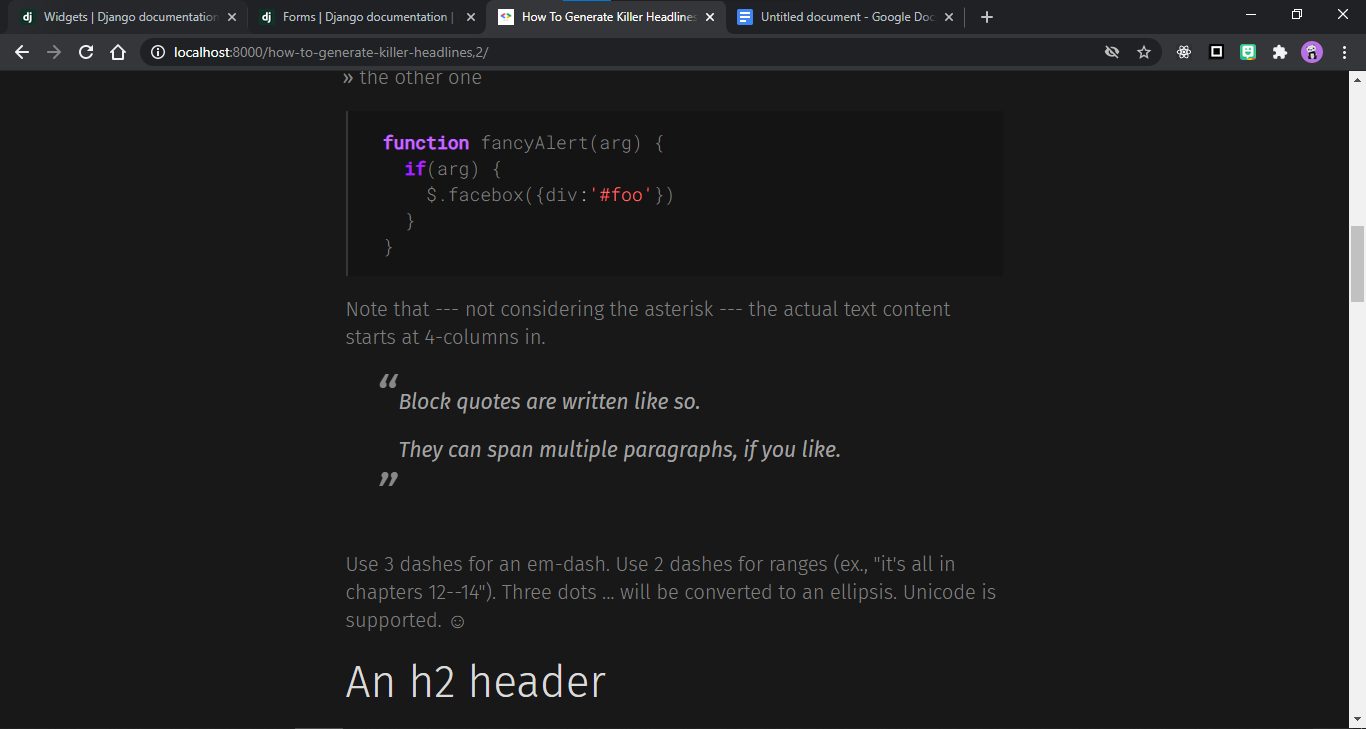 dj Widgets | Django documentation
dj Forms | Django documentation |
How To Generate Killer Headlines
Untitled document - Google Doc
localhost:8000/how-to-generate-killer-headlines,2/
» the other one
function fancyAlert(arg) {
if(arg) {
$.facebox({div:'#foo'})
}
}
Note that --- not considering the asterisk --- the actual text content
starts at 4-columns in.
“
Block quotes are written like so.
They can span multiple paragraphs, if you like.
”
Use 3 dashes for an em-dash. Use 2 dashes for ranges (ex., "it's all in
chapters 12--14"). Three dots ... will be converted to an ellipsis. Unicode is
supported. ☺
An h2 header